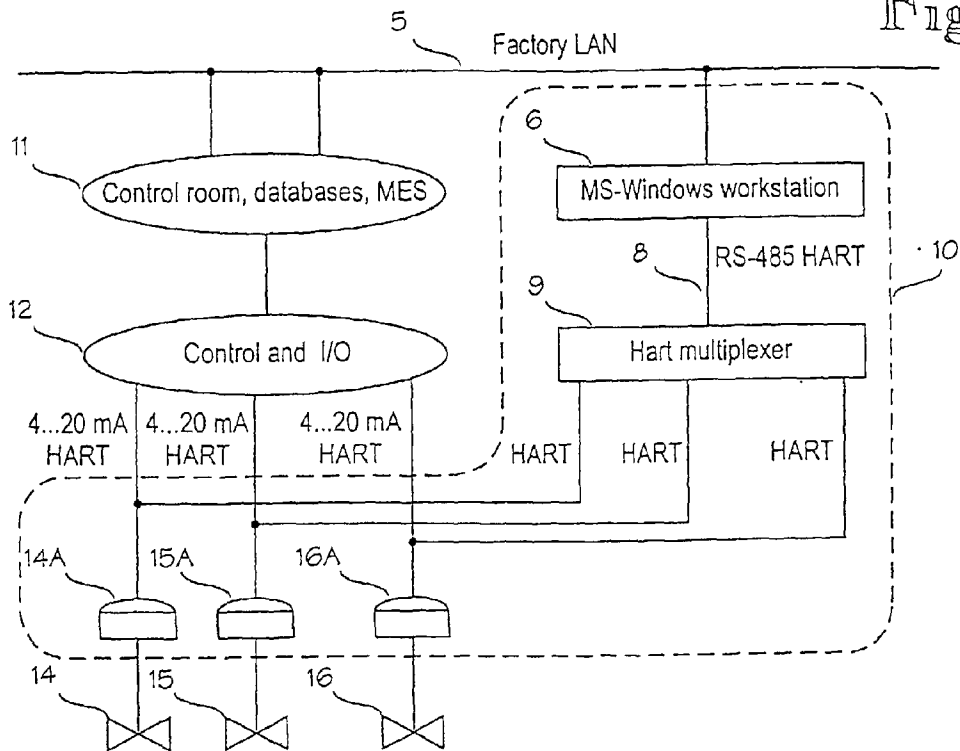 Fig
5
Factory LAN
11
Control room, databases, MES
6
MS-Windows workstation
8
RS-485 HART
10
12
Control and I/O
9
Hart multiplexer
4...20 mA
HART
4...20 mA
HART
4...20 mA
HART
HART
HART
HART
14A
15A
16A
14
15
16